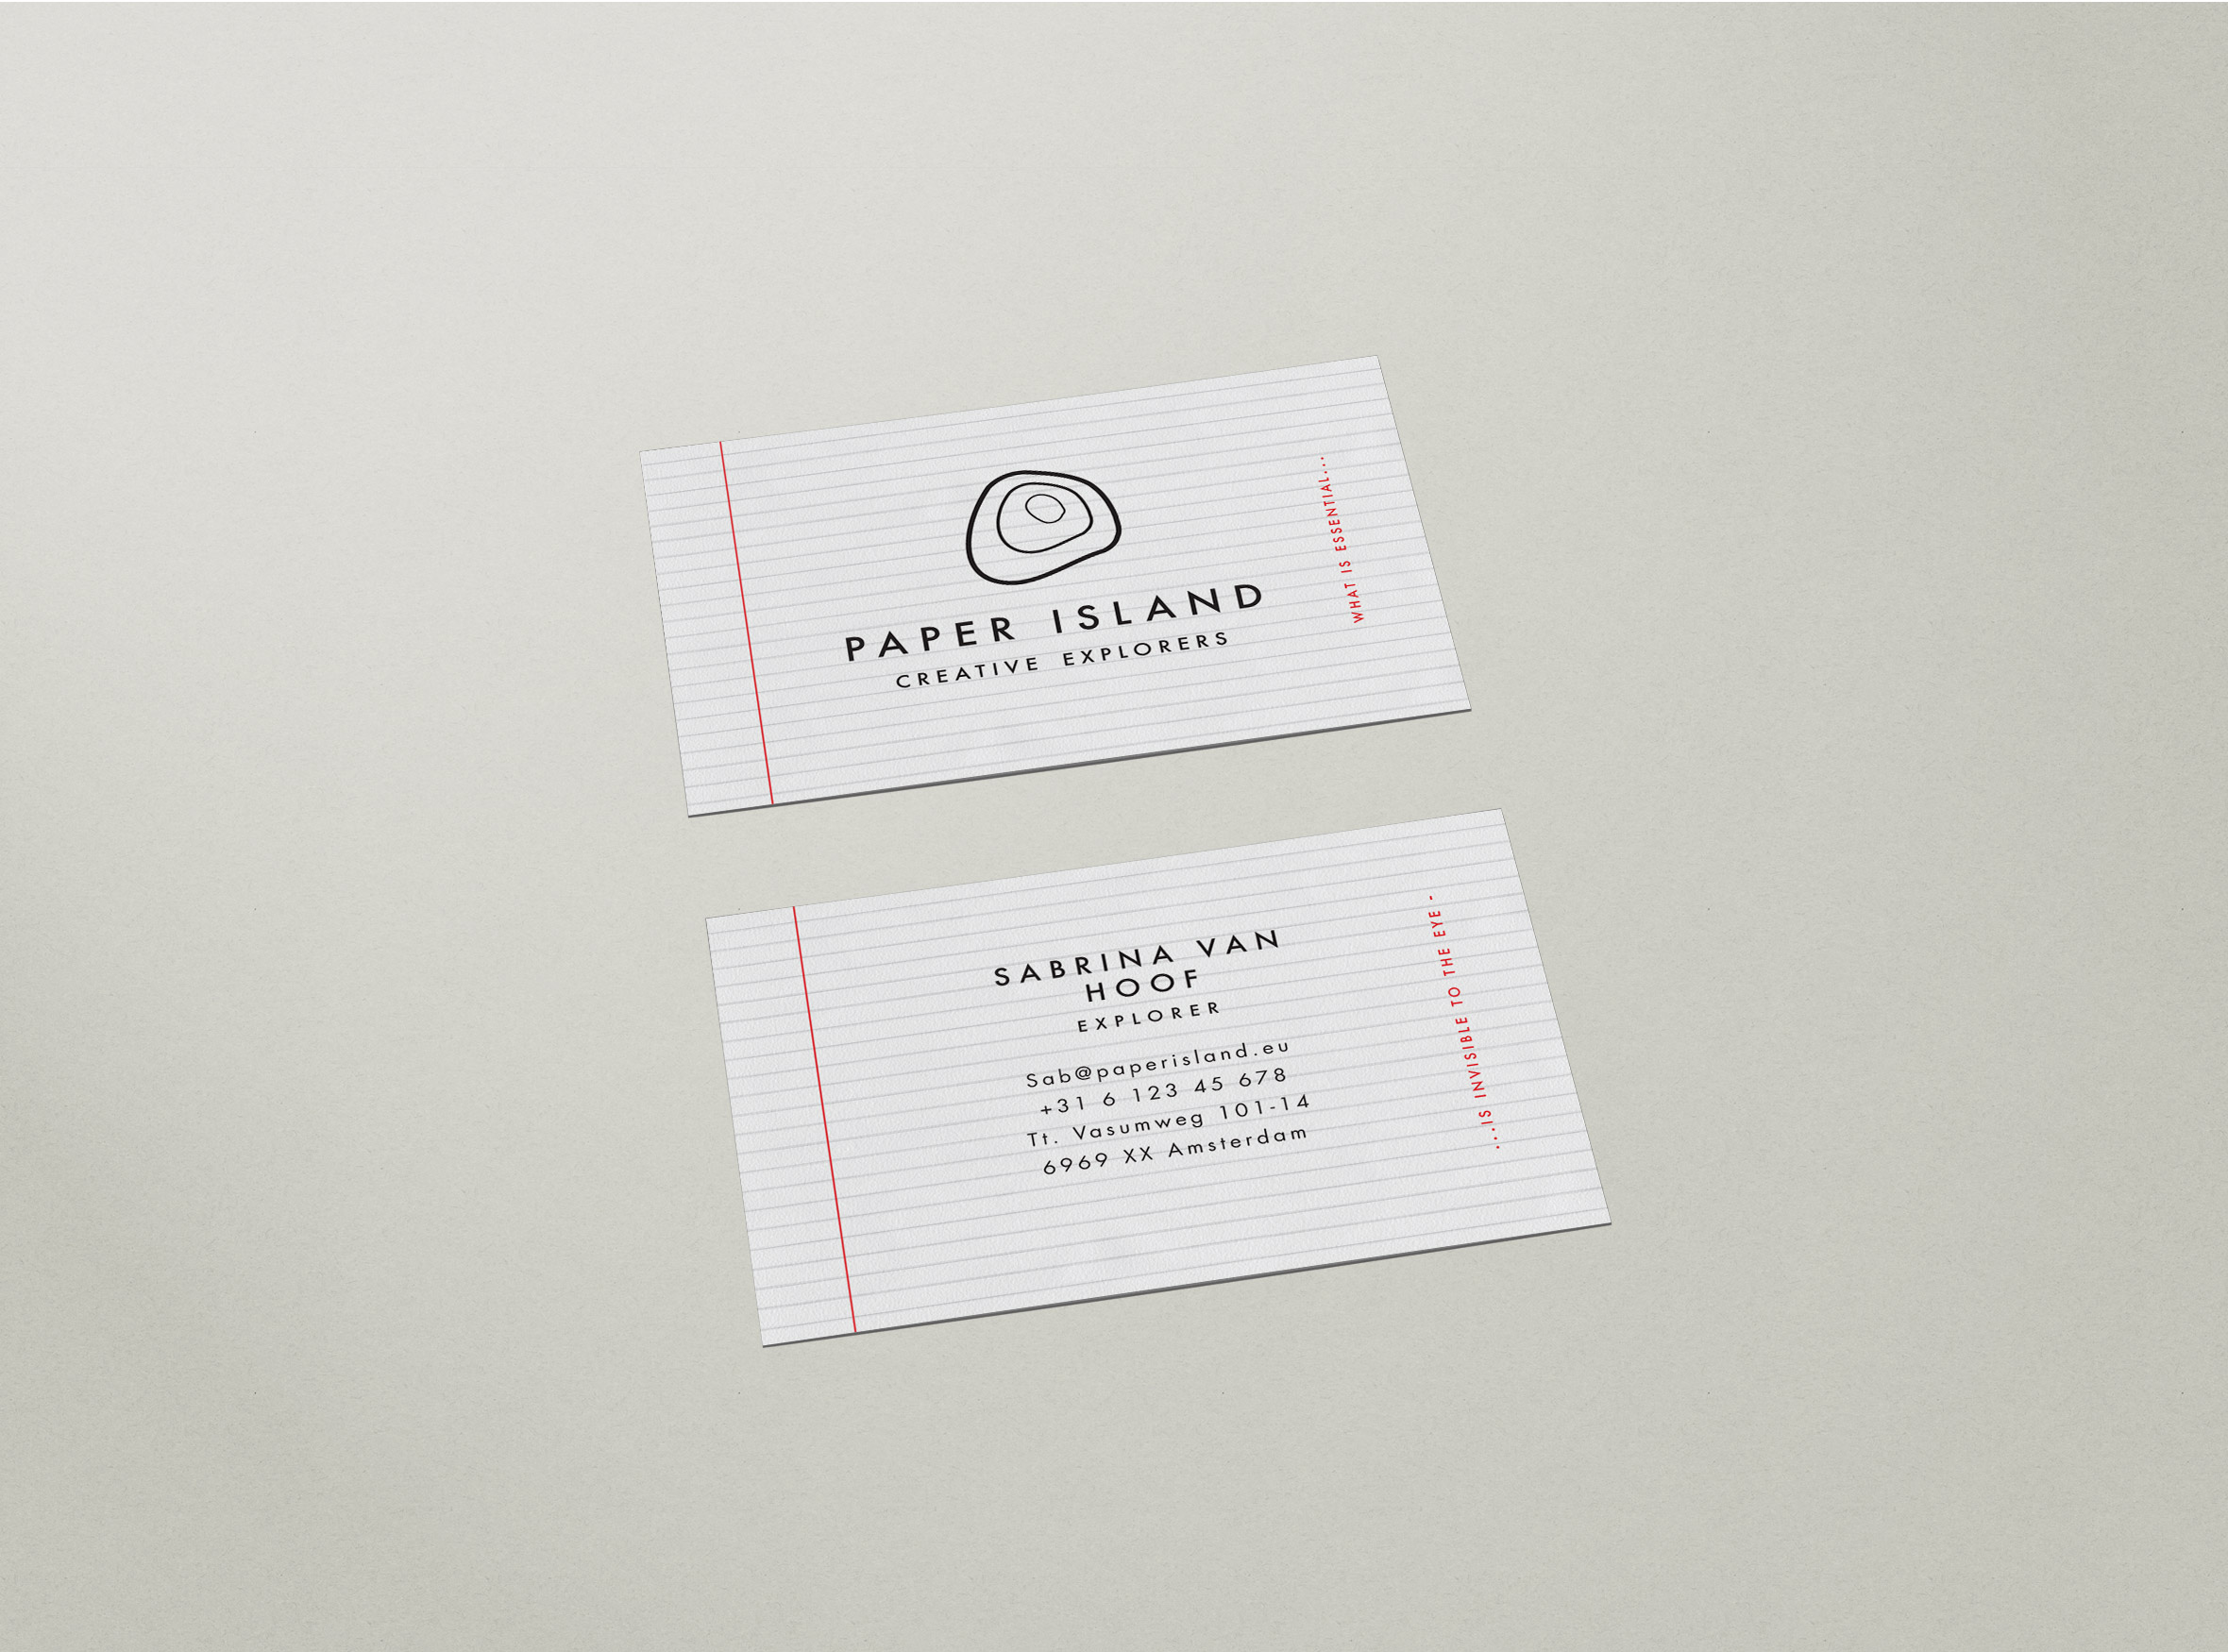 PAPER ISLAND
CREATIVE EXPLORERS
WHAT IS ESSENTIAL...
SABRINA VAN
HOOF
EXPLORER
Sab@paperisland.eu
+31 6 123 45 678
Tt. Vasumweg 101-14
6969 XX Amsterdam
...IS INVISIBLE TO THE EYE -